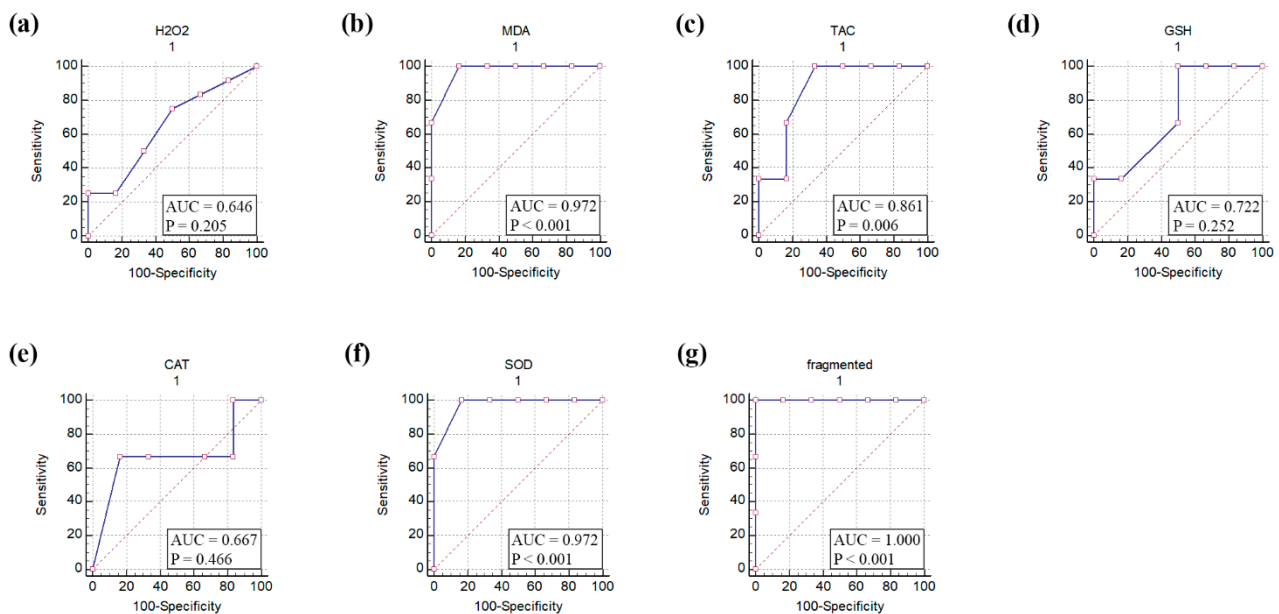 (a)
H2O2
1
100
80
60
40
20
0
Sensitivity
AUC = 0.646
P = 0.205
0 20 40 60 80 100
100-Specificity
(b)
MDA
1
100
80
60
40
20
0
Sensitivity
AUC = 0.972
P < 0.001
0 20 40 60 80 100
100-Specificity
(c)
TAC
1
100
80
60
40
20
0
Sensitivity
AUC = 0.861
P = 0.006
0 20 40 60 80 100
100-Specificity
(d)
GSH
1
100
80
60
40
20
0
Sensitivity
AUC = 0.722
P = 0.252
0 20 40 60 80 100
100-Specificity
(e)
CAT
1
100
80
60
40
20
0
Sensitivity
AUC = 0.667
P = 0.466
0 20 40 60 80 100
100-Specificity
(f)
SOD
1
100
80
60
40
20
0
Sensitivity
AUC = 0.972
P < 0.001
0 20 40 60 80 100
100-Specificity
(g)
fragmented
1
100
80
60
40
20
0
Sensitivity
AUC = 1.000
P < 0.001
0 20 40 60 80 100
100-Specificity